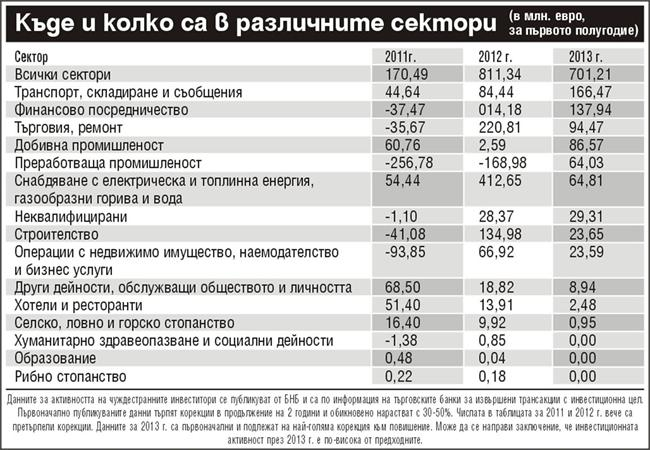 Къде и колко са в различните сектори (в млн. евро, за първото полугодие)
Сектор 2011г. 2012 г. 2013 г.
Всички сектори 170,49 811,34 701,21
Транспорт, складиране и съобщения 44,64 84,44 166,47
Финансово посредничество -37,47 014,18 137,94
Търговия, ремонт -35,67 220,81 94,47
Добивна промишленост 60,76 2,59 86,57
Преработваща промишленост -256,78 -168,98 64,03
Снабдяване с електрическа и топлинна енергия,
газообразни горива и вода 54,44 412,65 64,81
Неквалифицирани -1,10 28,37 29,31
Строителство -41,08 134,98 23,65
Операции с недвижимо имущество, наемодателство
и бизнес услуги -93,85 66,92 23,59
Други дейности, обслужващи обществото и личността 68,50 18,82 8,94
Хотели и ресторанти 51,40 13,91 2,48
Селско, ловно и горско стопанство 16,40 9,92 0,95
Хуманитарно здравеопазване и социални дейности -1,38 0,85 0,00
Образование 0,48 0,04 0,00
Рибно стопанство 0,22 0,18 0,00
Данните за активността на чуждестранните инвеститори се публикуват от БНБ и са по информация на търговските банки за извършени трансакции с инвестиционна цел.
Първоначално публикуваните данни търпят корекции в продължение на 2 години и обикновено нарастват с 30-50%. Числата в таблицата за 2011 и 2012 г. вече са
претърпели корекции. Данните за 2013 г. са първоначални и подлежат на най-голяма корекция към повишение. Може да се направи заключение, че инвестиционната
активност през 2013 г. е по-висока от предходните.